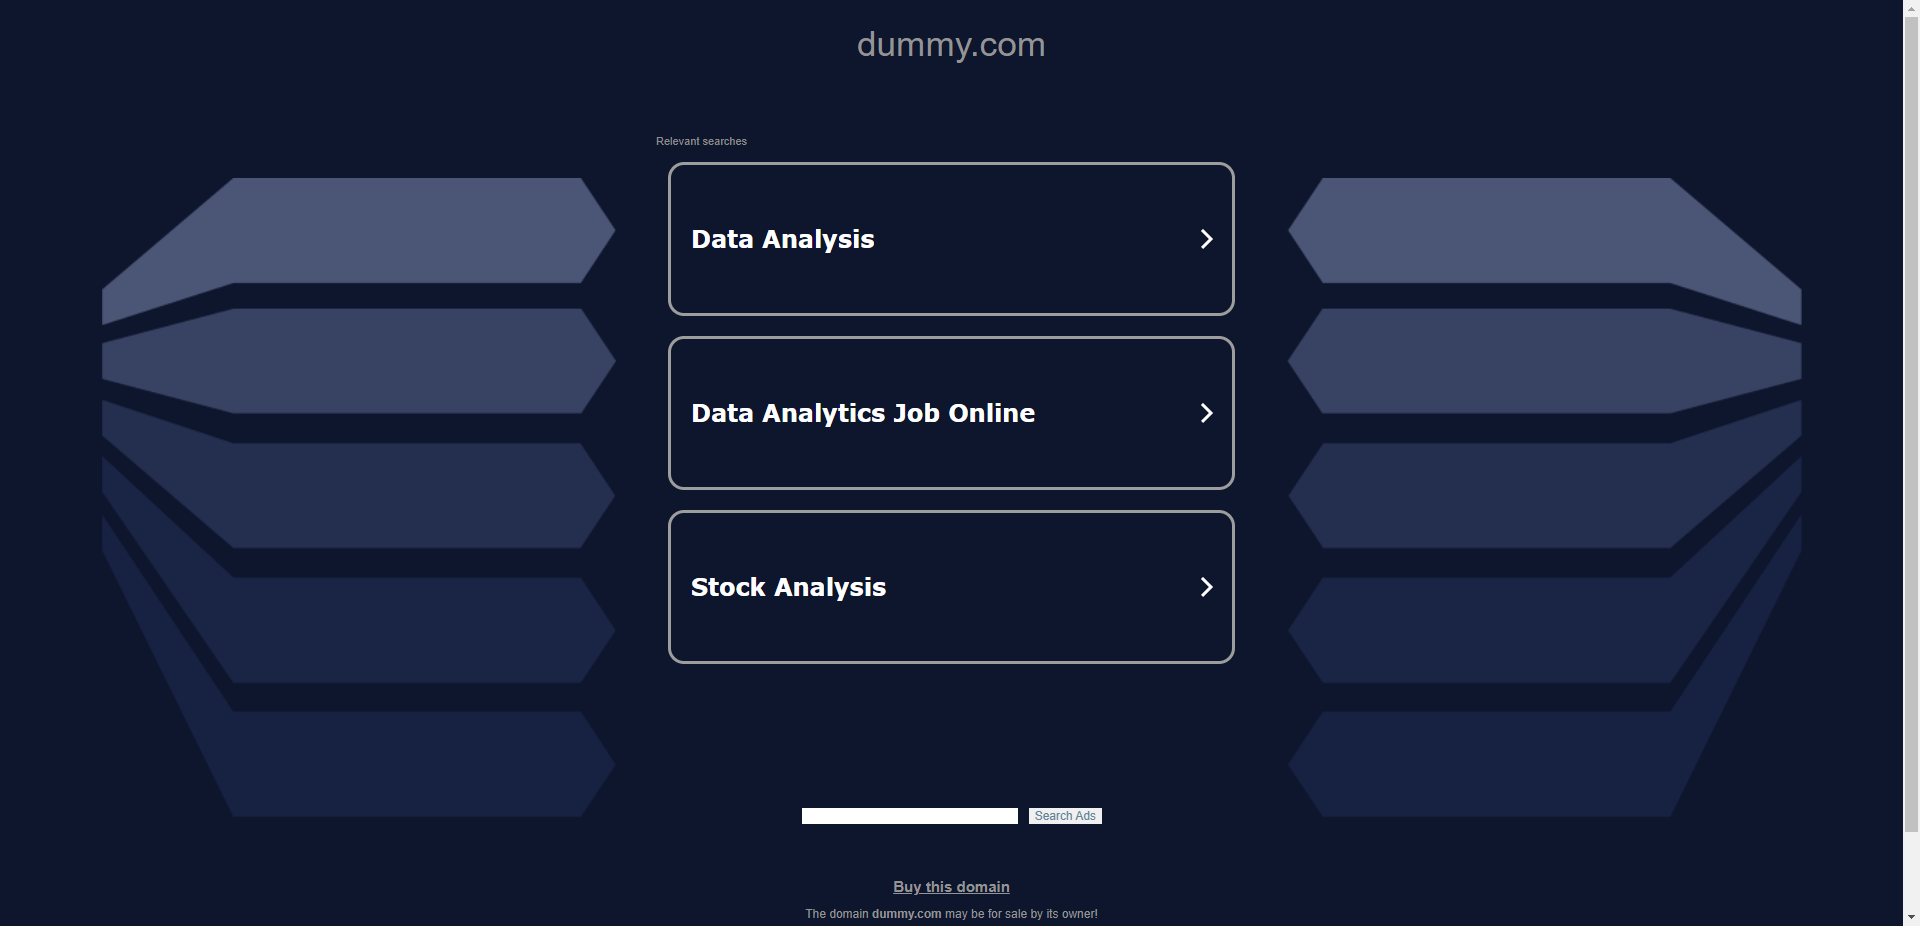 dummy.com
Relevant searches
Data Analysis
Data Analytics Job Online
Stock Analysis
Search Ads
Buy this domain
The domain dummy.com may be for sale by its owner!